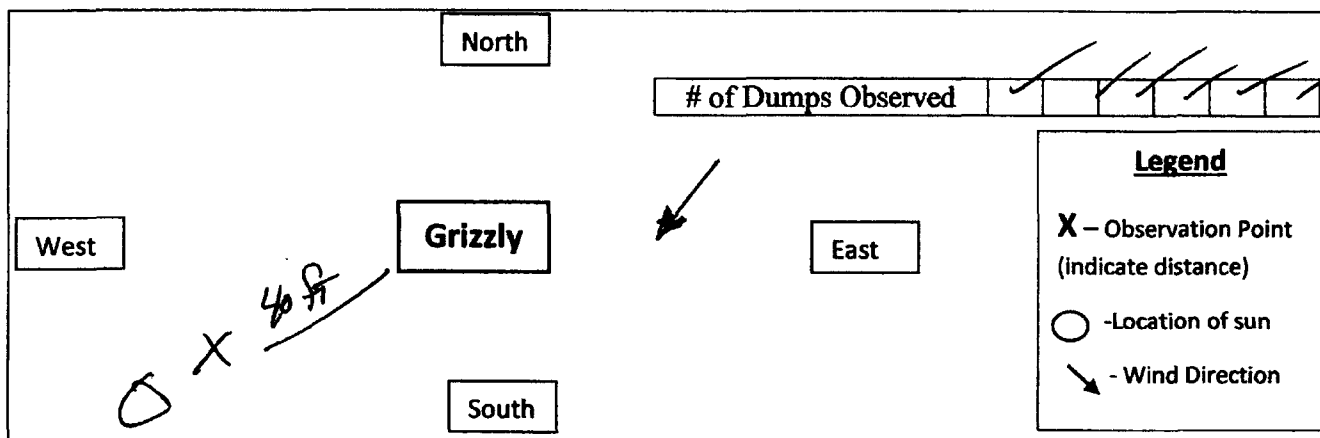 North
# of Dumps Observed
Legend
X – Observation Point
(indicate distance)
West
Grizzly
East
40 ft
X
-Location of sun
- Wind Direction
South